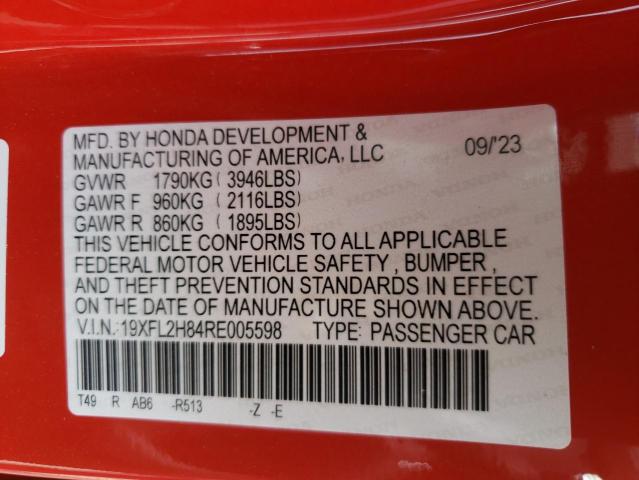 MFD. BY HONDA DEVELOPMENT &
MANUFACTURING OF AMERICA, LLC 09/'23
GVWR 1790KG ( 3946LBS)
GAWR F 960KG ( 2116LBS)
GAWR R 860KG ( 1895LBS)
THIS VEHICLE CONFORMS TO ALL APPLICABLE
FEDERAL MOTOR VEHICLE SAFETY , BUMPER ,
AND THEFT PREVENTION STANDARDS IN EFFECT
ON THE DATE OF MANUFACTURE SHOWN ABOVE.
V.I.N.: 19XFL2H84RE005598 TYPE: PASSENGER CAR
T49 R AB6 -R513 -Z -E